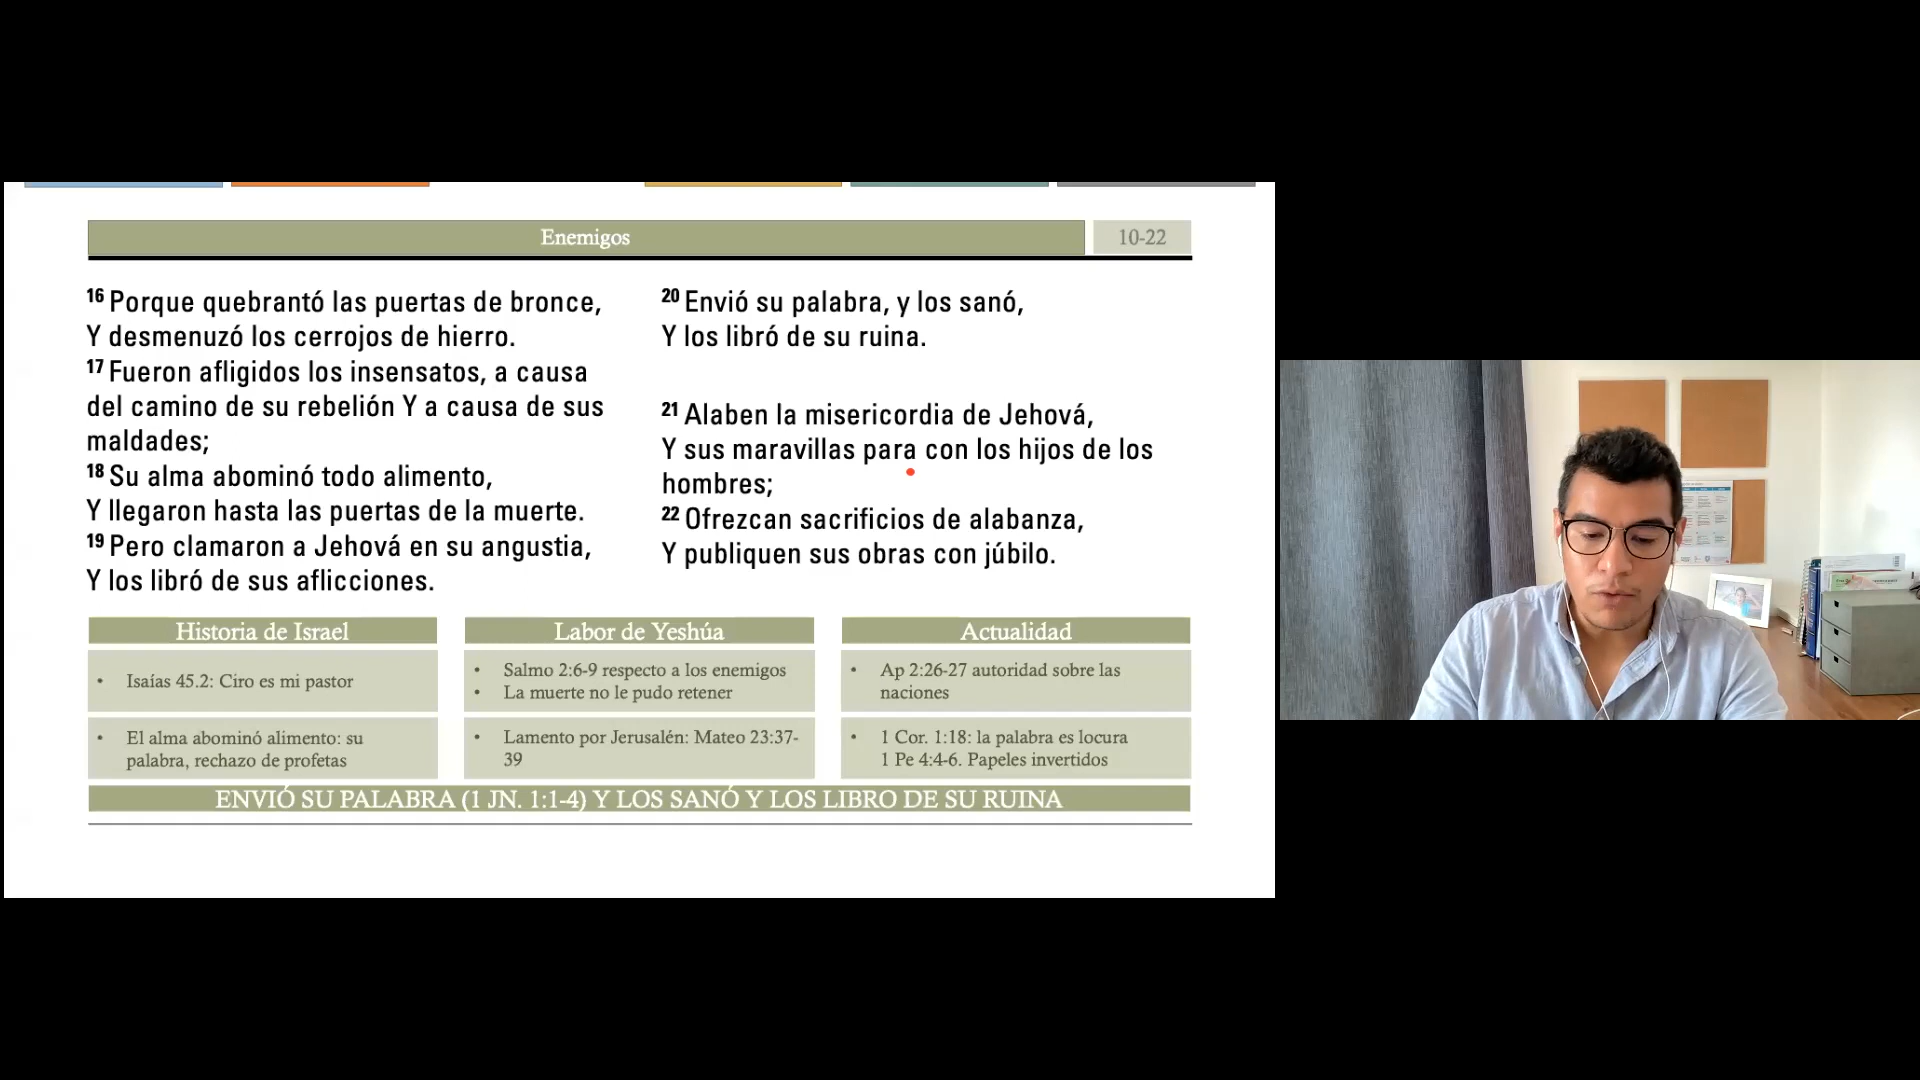 Enemigos
10-22
16 Porque quebrantó las puertas de bronce,
Y desmenuzó los cerrojos de hierro.
17 Fueron afligidos los insensatos, a causa
del camino de su rebelión Y a causa de sus
maldades;
18 Su alma abominó todo alimento,
Y llegaron hasta las puertas de la muerte.
19 Pero clamaron a Jehová en su angustia,
Y los libró de sus aflicciones.
20 Envió su palabra, y los sanó,
Y los libró de su ruina.
21 Alaben la misericordia de Jehová,
Y sus maravillas para con los hijos de los
hombres;
22 Ofrezcan sacrificios de alabanza,
Y publiquen sus obras con júbilo.
Historia de Israel
• Isaías 45.2: Ciro es mi pastor
• El alma abominó alimento: su
palabra, rechazo de profetas
Labor de Yeshúa
• Salmo 2:6-9 respecto a los enemigos
• La muerte no le pudo retener
• Lamento por Jerusalén: Mateo 23:37-
39
Actualidad
• Ap 2:26-27 autoridad sobre las
naciones
• 1 Cor. 1:18: la palabra es locura
1 Pe 4:4-6. Papeles invertidos
ENVIÓ SU PALABRA (1 JN. 1:1-4) Y LOS SANÓ Y LOS LIBRO DE SU RUINA